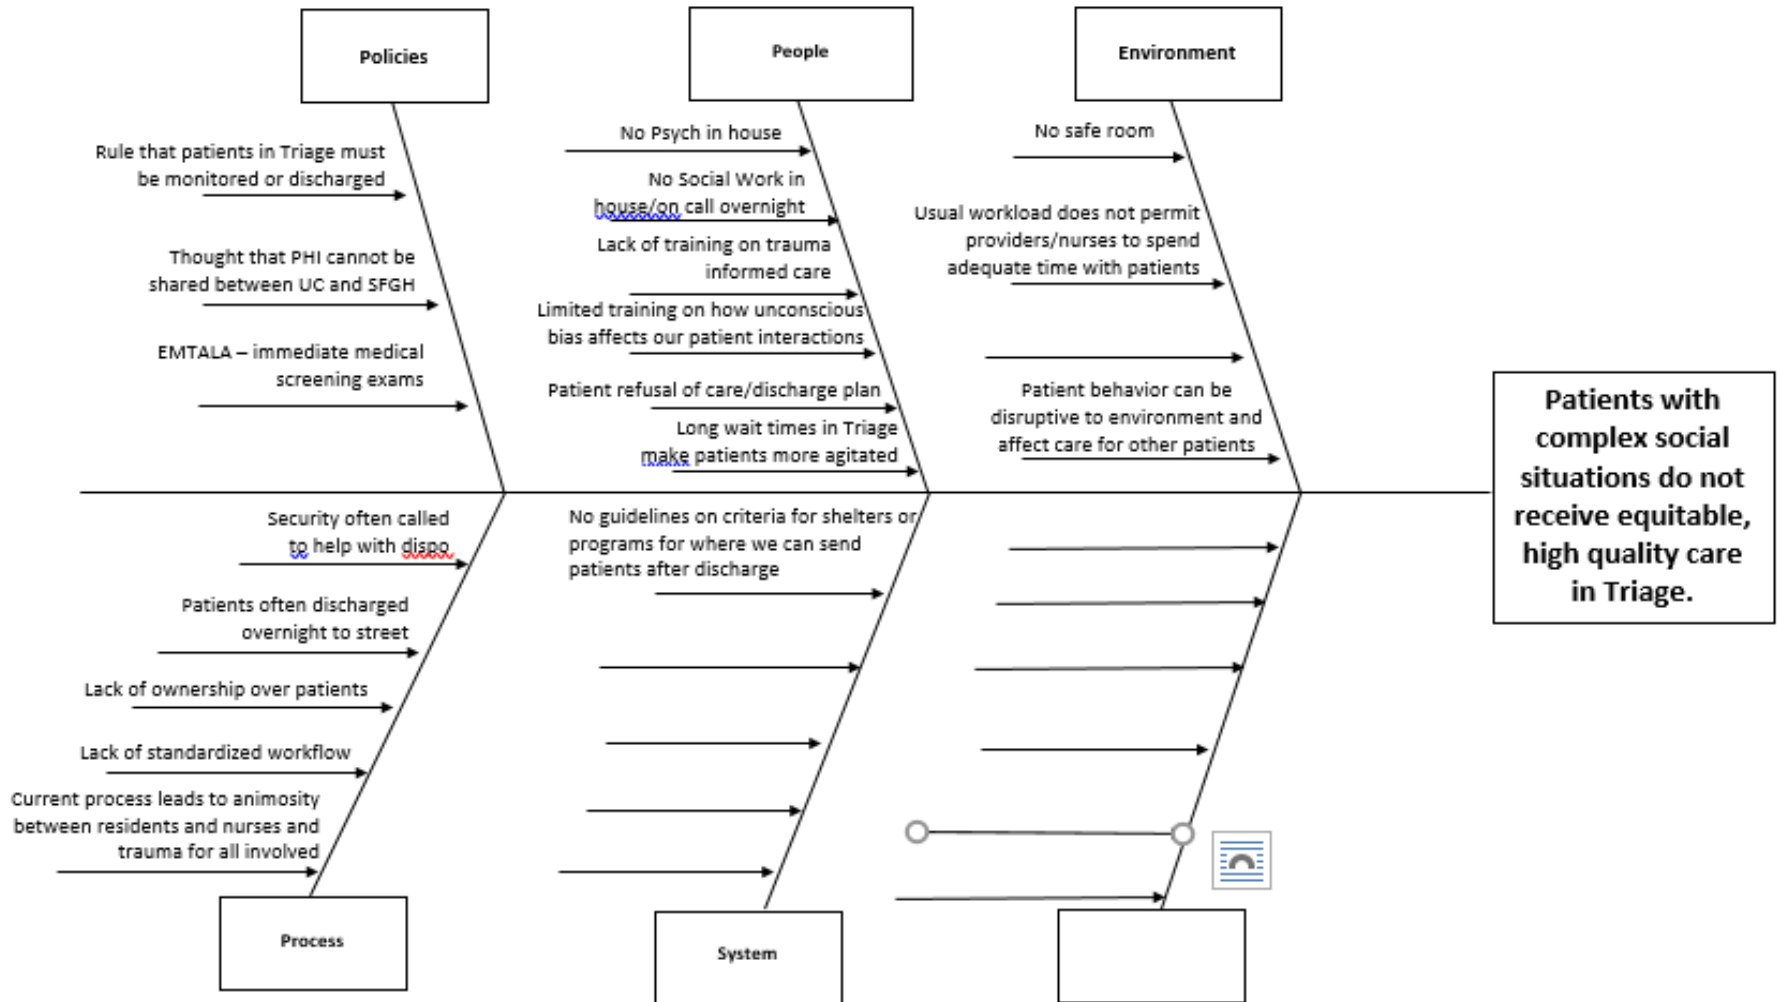 Policies
People
Environment
Rule that patients in Triage must
be monitored or discharged
Thought that PHI cannot be
shared between UC and SFGH
EMTALA – immediate medical
screening exams
No Psych in house
No Social Work in
house/on call overnight
Lack of training on trauma
informed care
Limited training on how unconscious
bias affects our patient interactions
Patient refusal of care/discharge plan
Long wait times in Triage
make patients more agitated
No safe room
Usual workload does not permit
providers/nurses to spend
adequate time with patients
Patient behavior can be
disruptive to environment and
affect care for other patients
Patients with
complex social
situations do not
receive equitable,
high quality care
in Triage.
Security often called
to help with dispo
Patients often discharged
overnight to street
Lack of ownership over patients
Lack of standardized workflow
Current process leads to animosity
between residents and nurses and
trauma for all involved
No guidelines on criteria for shelters or
programs for where we can send
patients after discharge
Process
System